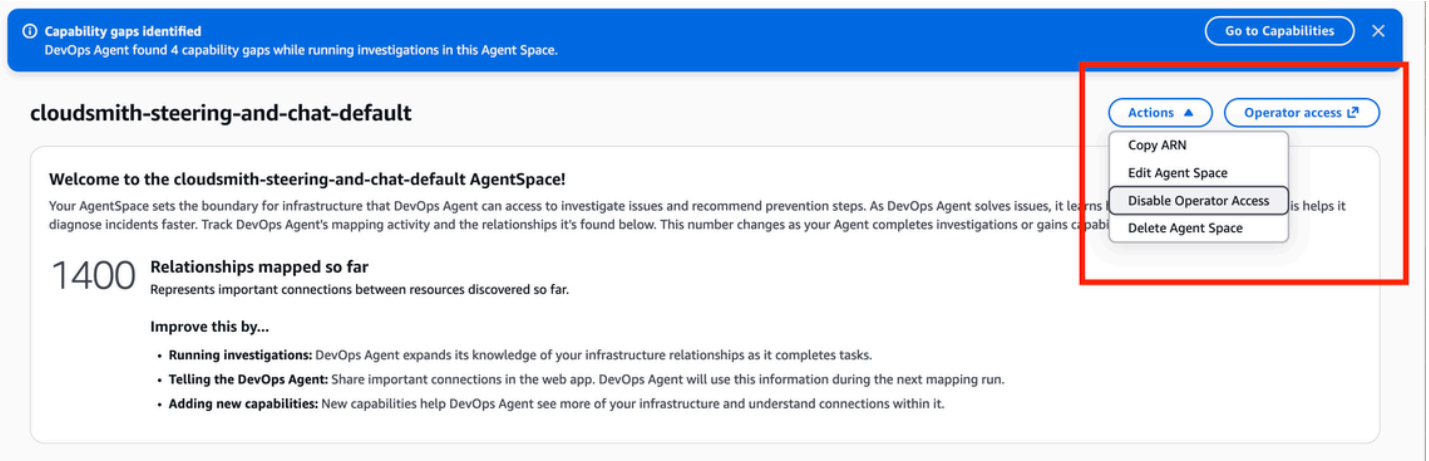 Capability gaps identified
DevOps Agent found 4 capability gaps while running investigations in this Agent Space.
Go to Capabilities
cloudsmith-steering-and-chat-default
Actions
Operator access
Copy ARN
Edit Agent Space
Disable Operator Access
Delete Agent Space
Welcome to the cloudsmith-steering-and-chat-default AgentSpace!
Your AgentSpace sets the boundary for infrastructure that DevOps Agent can access to investigate issues and recommend prevention steps. As DevOps Agent solves issues, it learns is helps it
diagnose incidents faster. Track DevOps Agent's mapping activity and the relationships it's found below. This number changes as your Agent completes investigations or gains
1400
Relationships mapped so far
Represents important connections between resources discovered so far.
Improve this by...
• Running investigations: DevOps Agent expands its knowledge of your infrastructure relationships as it completes tasks.
• Telling the DevOps Agent: Share important connections in the web app. DevOps Agent will use this information during the next mapping run.
• Adding new capabilities: New capabilities help DevOps Agent see more of your infrastructure and understand connections within it.